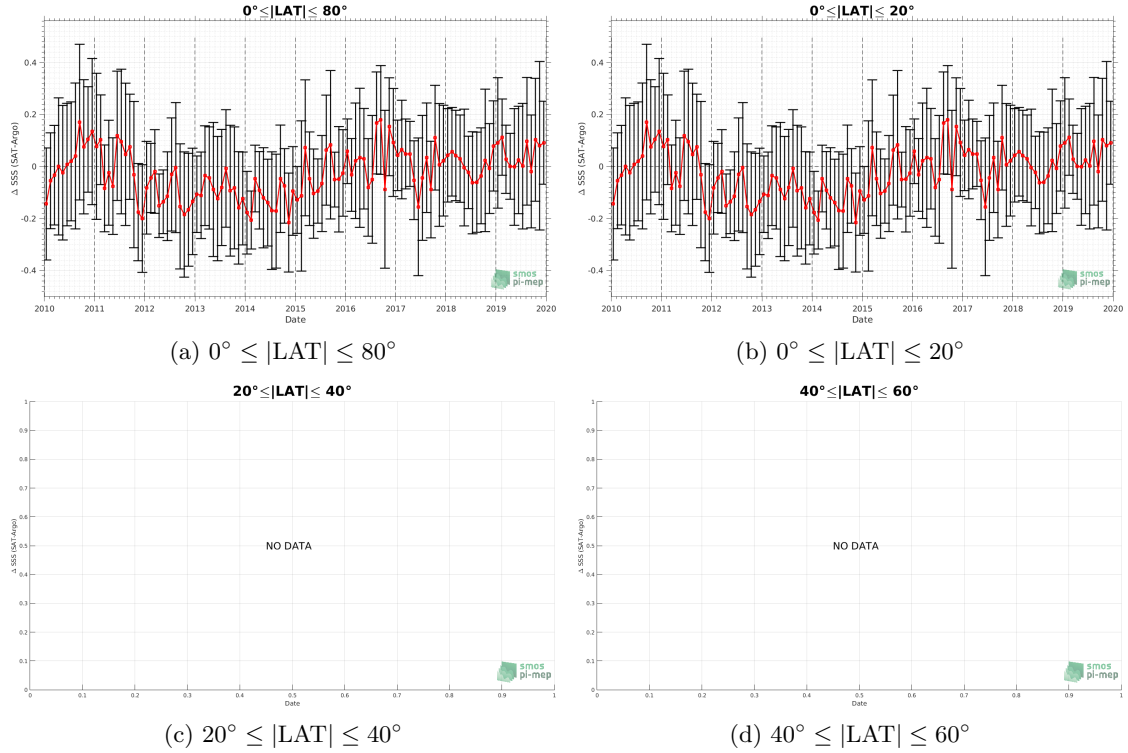 0°≤|LAT|≤ 80°
Δ SSS (SAT-Argo)
0.4
0.2
0
-0.2
-0.4
smos
pi-mep
2010 2011 2012 2013 2014 2015 2016 2017 2018 2019 2020
Date
(a) 0° ≤ |LAT| ≤ 80°
0°≤|LAT|≤ 20°
Δ SSS (SAT-Argo)
0.4
0.2
0
-0.2
-0.4
smos
pi-mep
2010 2011 2012 2013 2014 2015 2016 2017 2018 2019 2020
Date
(b) 0° ≤ |LAT| ≤ 20°
20°≤|LAT|≤ 40°
Δ SSS (SAT-Argo)
1
0.9
0.8
0.7
0.6
0.5
0.4
0.3
0.2
0.1
0
NO DATA
smos
pi-mep
0 0.1 0.2 0.3 0.4 0.5 0.6 0.7 0.8 0.9 1
Date
(c) 20° ≤ |LAT| ≤ 40°
40°≤|LAT|≤ 60°
Δ SSS (SAT-Argo)
1
0.9
0.8
0.7
0.6
0.5
0.4
0.3
0.2
0.1
0
NO DATA
smos
pi-mep
0 0.1 0.2 0.3 0.4 0.5 0.6 0.7 0.8 0.9 1
Date
(d) 40° ≤ |LAT| ≤ 60°